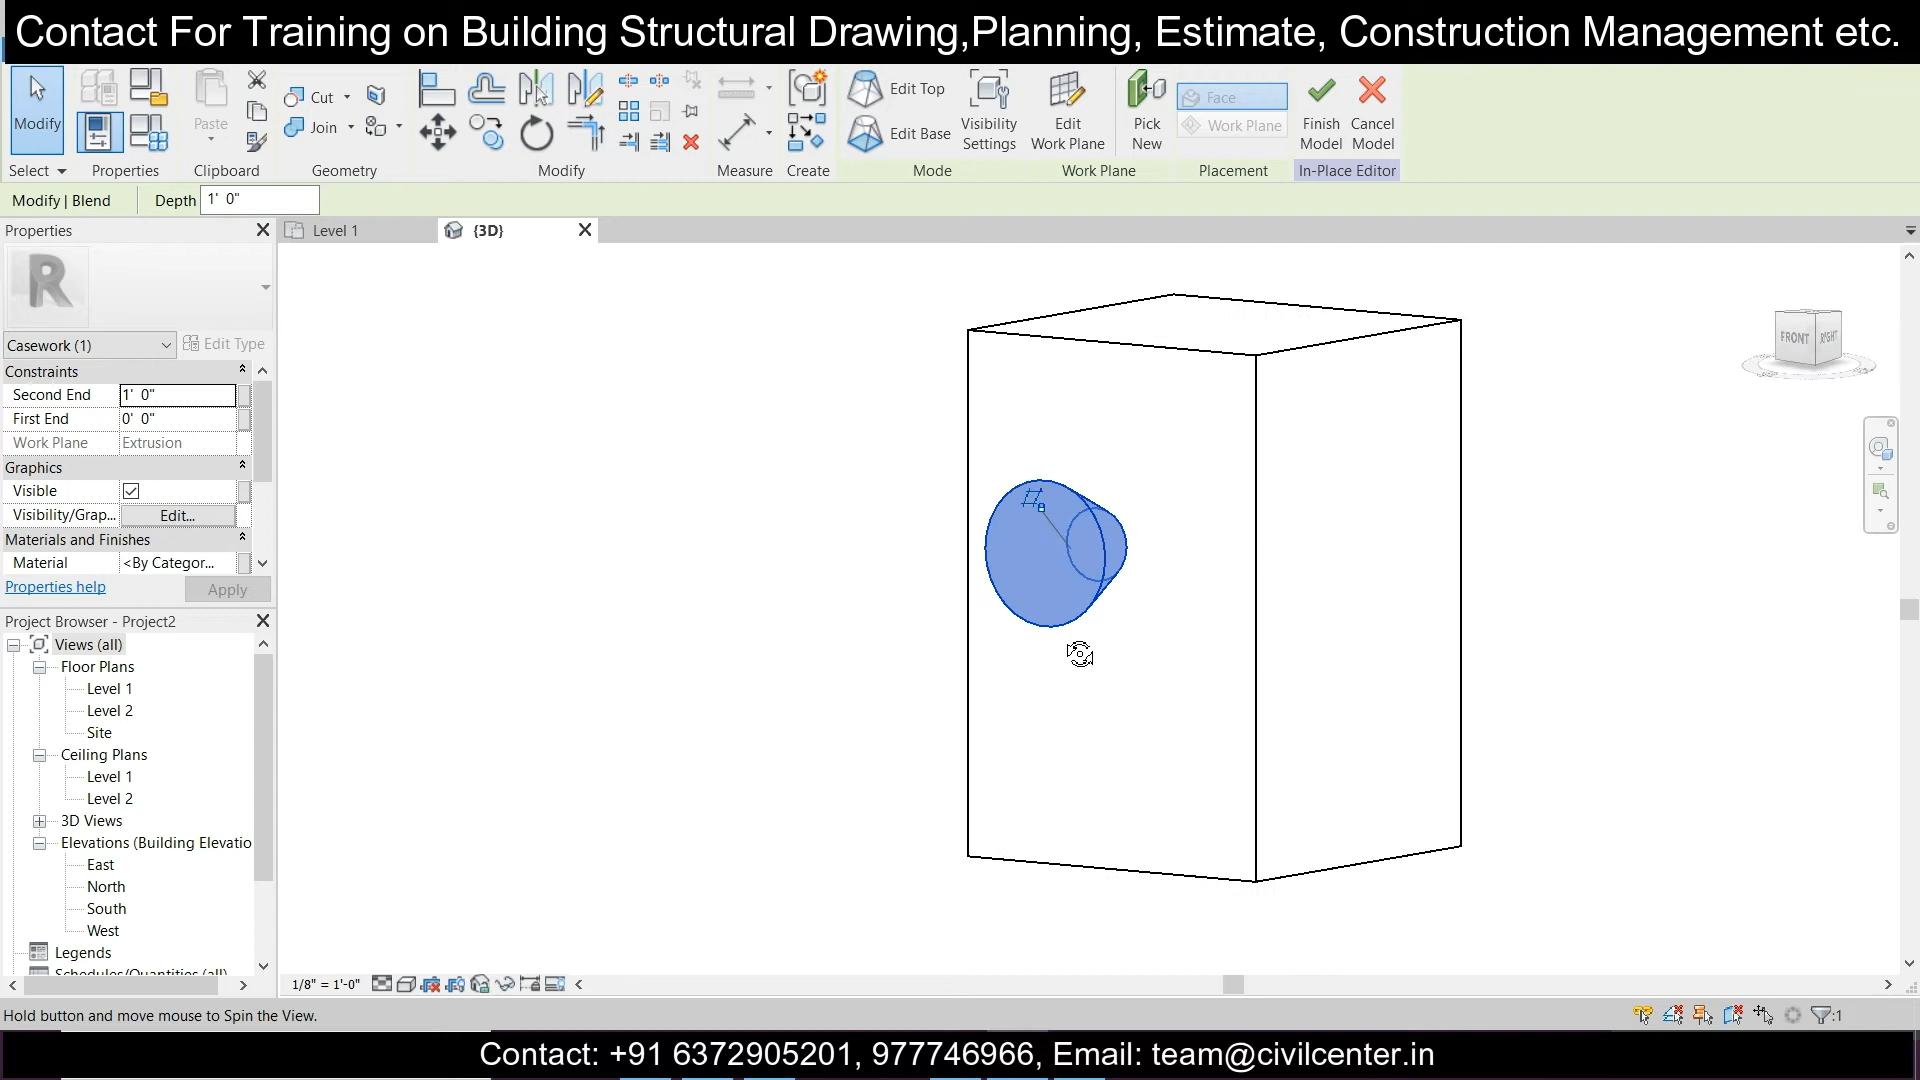 Contact For Training on Building Structural Drawing,Planning, Estimate, Construction Management etc.
Modify
Paste
Cut
Join
Edit Top
Edit Base
Visibility Settings
Edit Work Plane
Pick New
Face
Work Plane
Finish Model
Cancel Model
Select
Properties
Clipboard
Geometry
Modify
Measure
Create
Mode
Work Plane
Placement
In-Place Editor
Modify | Blend
Depth 1' 0"
Properties
Level 1
{3D}
R
Casework (1)
Edit Type
Constraints
Second End 1' 0"
First End 0' 0"
Work Plane Extrusion
Graphics
Visible
Visibility/Grap... Edit...
Materials and Finishes
Material <By Categor...
Properties help
Apply
FRONT RIGHT
Project Browser - Project2
Views (all)
Floor Plans
Level 1
Level 2
Site
Ceiling Plans
Level 1
Level 2
3D Views
Elevations (Building Elevatio
East
North
South
West
Legends
Schedules/Quantities (all)
1/8" = 1'-0"
Hold button and move mouse to Spin the View.
:1
Contact: +91 6372905201, 977746966, Email: team@civilcenter.in